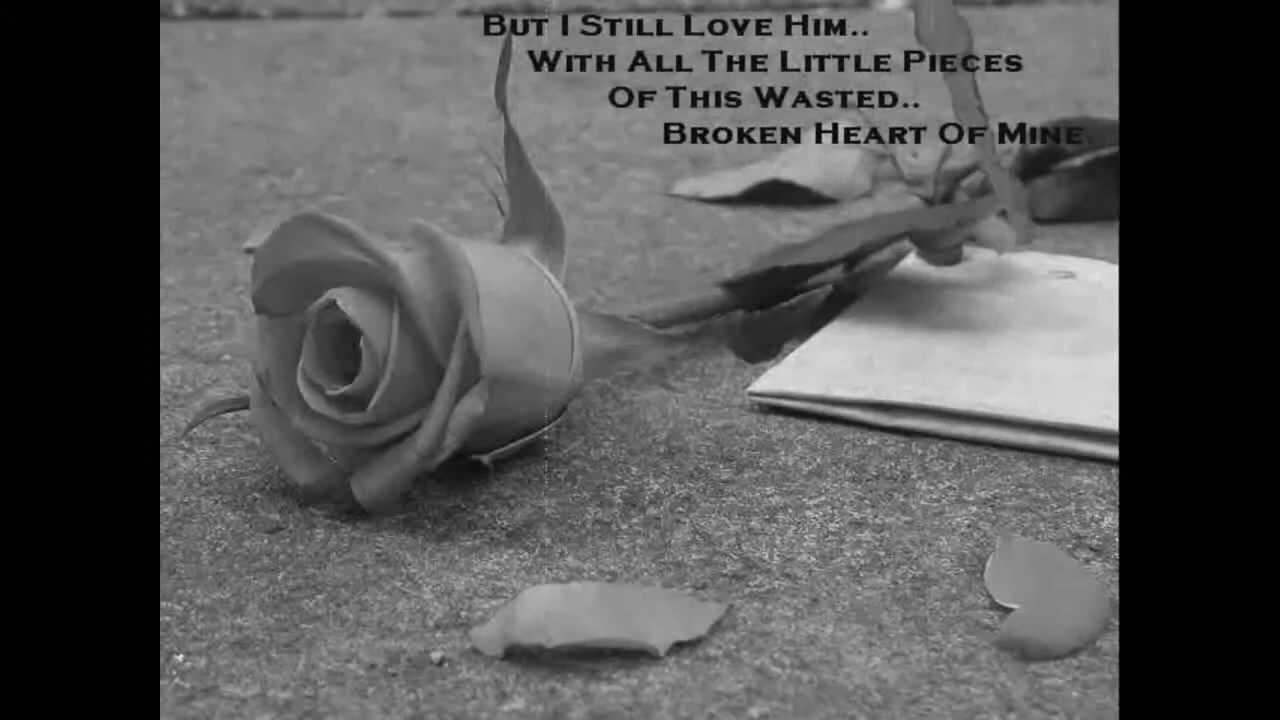 But I Still Love Him..
With All The Little Pieces
Of This Wasted..
Broken Heart Of Mine.